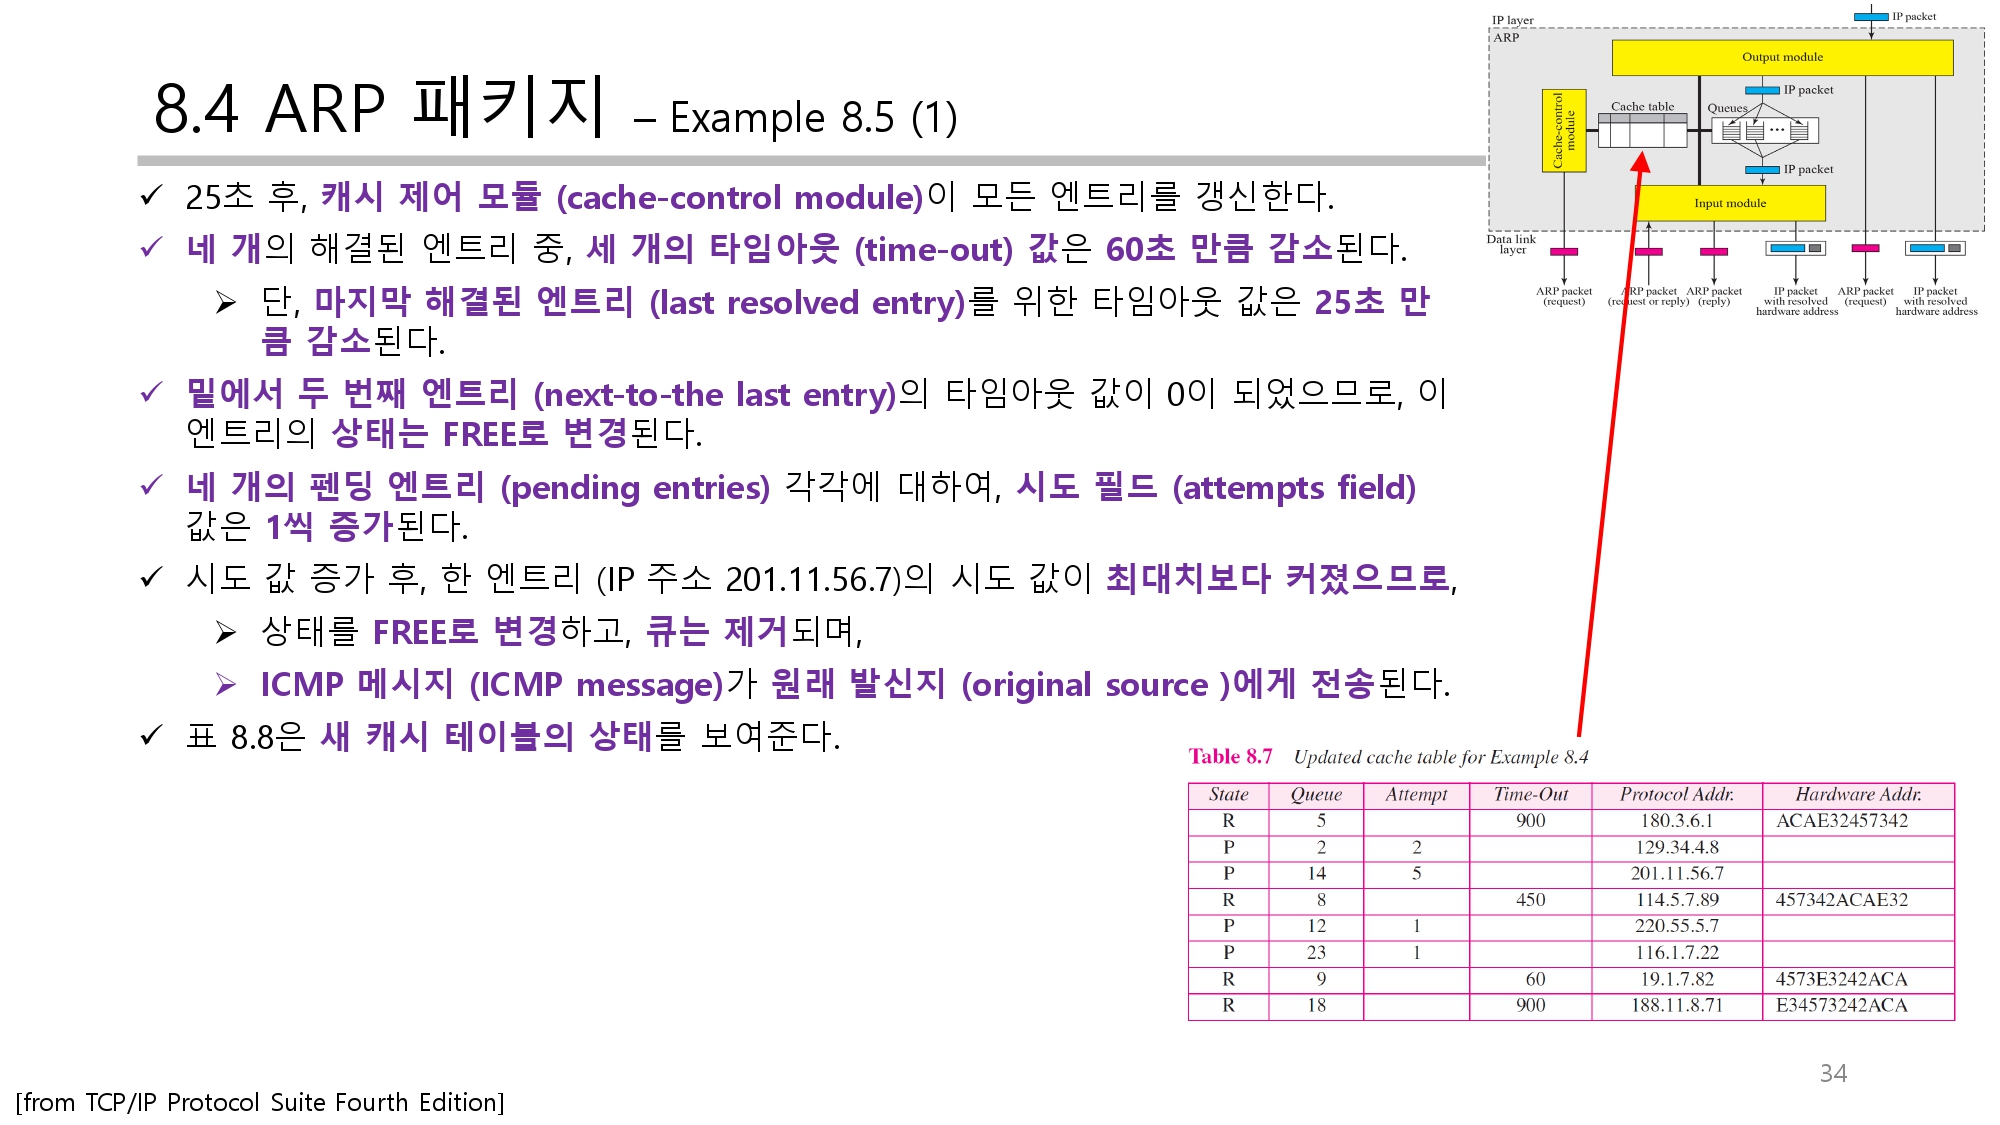 8.4 ARP 패키지 – Example 8.5 (1)
✓ 25초 후, 캐시 제어 모듈 (cache-control module)이 모든 엔트리를 갱신한다.
✓ 네 개의 해결된 엔트리 중, 세 개의 타임아웃 (time-out) 값은 60초 만큼 감소된다.
➢ 단, 마지막 해결된 엔트리 (last resolved entry)를 위한 타임아웃 값은 25초 만
큼 감소된다.
✓ 밑에서 두 번째 엔트리 (next-to-the last entry)의 타임아웃 값이 0이 되었으므로, 이
엔트리의 상태는 FREE로 변경된다.
✓ 네 개의 펜딩 엔트리 (pending entries) 각각에 대하여, 시도 필드 (attempts field)
값은 1씩 증가된다.
✓ 시도 값 증가 후, 한 엔트리 (IP 주소 201.11.56.7)의 시도 값이 최대치보다 커졌으므로,
➢ 상태를 FREE로 변경하고, 큐는 제거되며,
➢ ICMP 메시지 (ICMP message)가 원래 발신지 (original source )에게 전송된다.
✓ 표 8.8은 새 캐시 테이블의 상태를 보여준다.
IP layer
IP packet
ARP
Output module
IP packet
Cache table
Queues
Cache-control
module
IP packet
Input module
Data link
layer
ARP packet
(request)
ARP packet
(request or reply)
ARP packet
(reply)
IP packet
with resolved
hardware address
ARP packet
(request)
IP packet
with resolved
hardware address
Table 8.7 Updated cache table for Example 8.4
State Queue Attempt Time-Out Protocol Addr. Hardware Addr.
R 5 900 180.3.6.1 ACAE32457342
P 2 2 129.34.4.8
P 14 5 201.11.56.7
R 8 450 114.5.7.89 457342ACAE32
P 12 1 220.55.5.7
P 23 1 116.1.7.22
R 9 60 19.1.7.82 4573E3242ACA
R 18 900 188.11.8.71 E34573242ACA
34
[from TCP/IP Protocol Suite Fourth Edition]